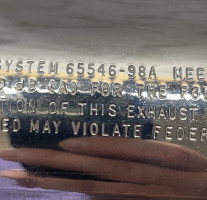 SYSTEM 65546-98A MEE
FOR THE
TION OF THIS EXHAUST
ED MAY VIOLATE FEDER